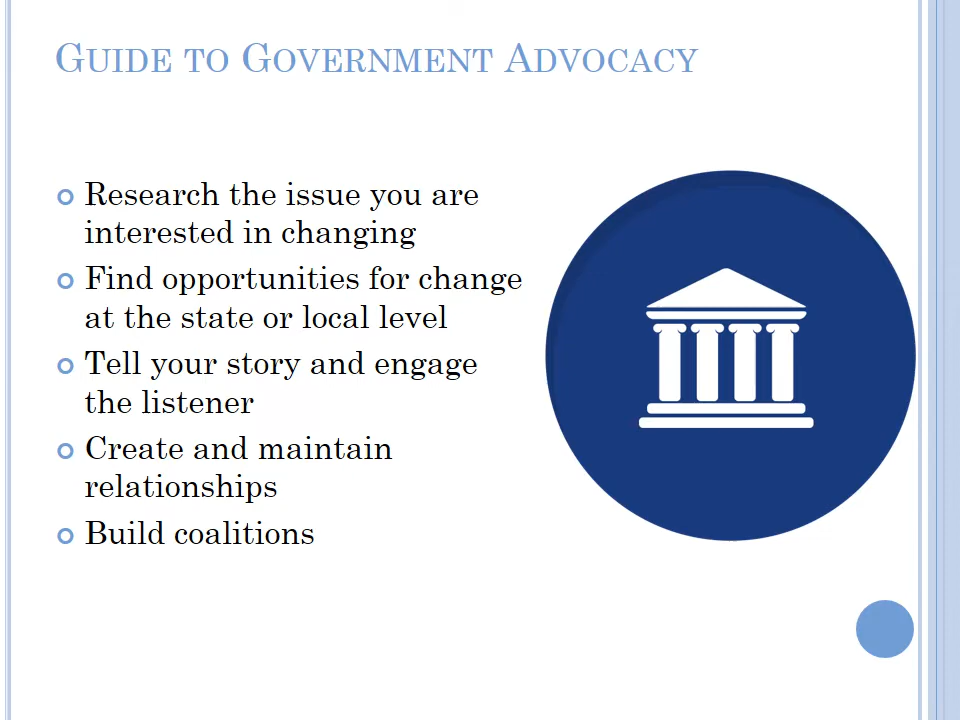 Guide to Government Advocacy
Research the issue you are
interested in changing
Find opportunities for change
at the state or local level
Tell your story and engage
the listener
Create and maintain
relationships
Build coalitions